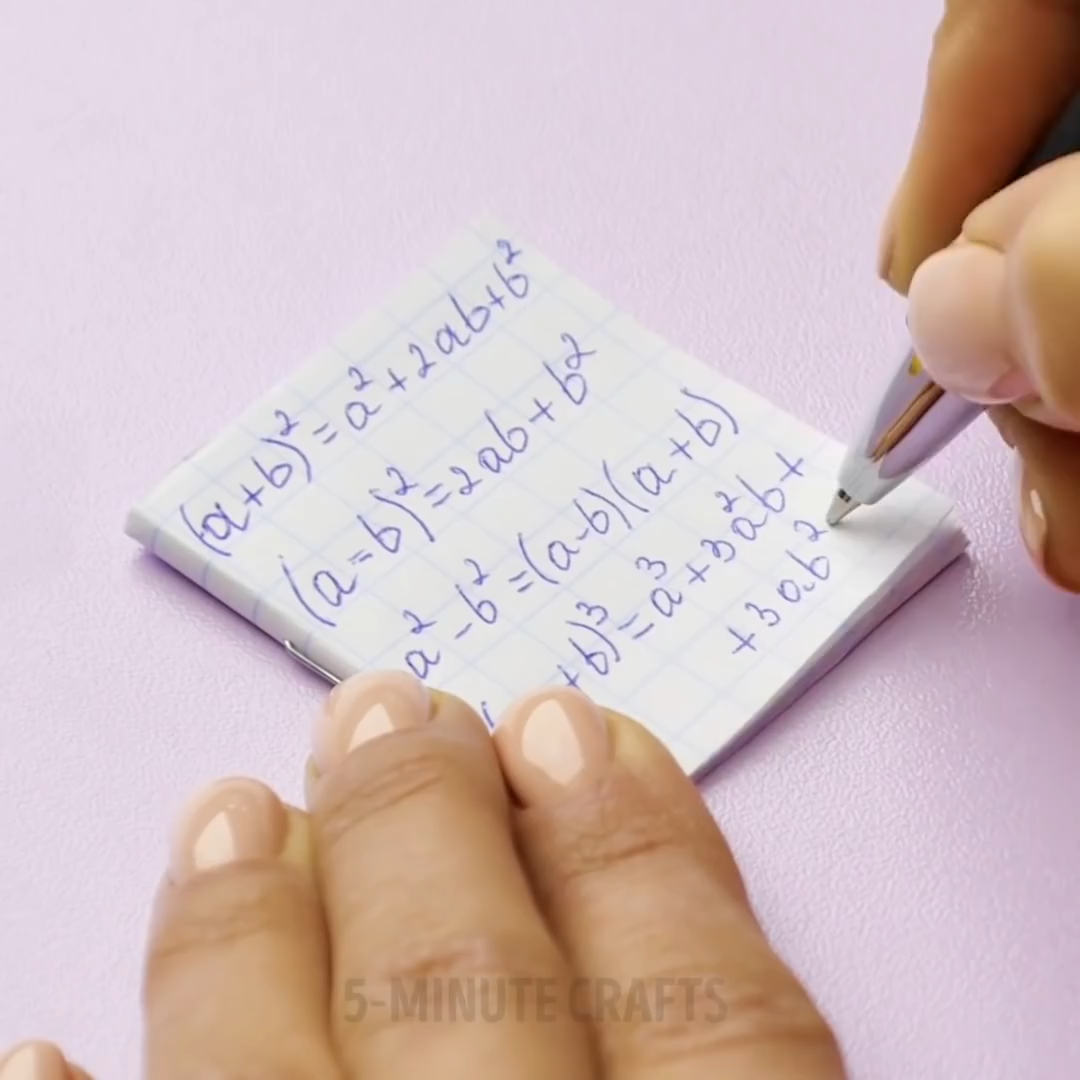 (a+b)²=a²+2ab+b²
(a-b)²=2ab+b²
a²-b²=(a-b)(a+b)
+b)³=a³+3a²b+
+3ab²
5-MINUTE CRAFTS